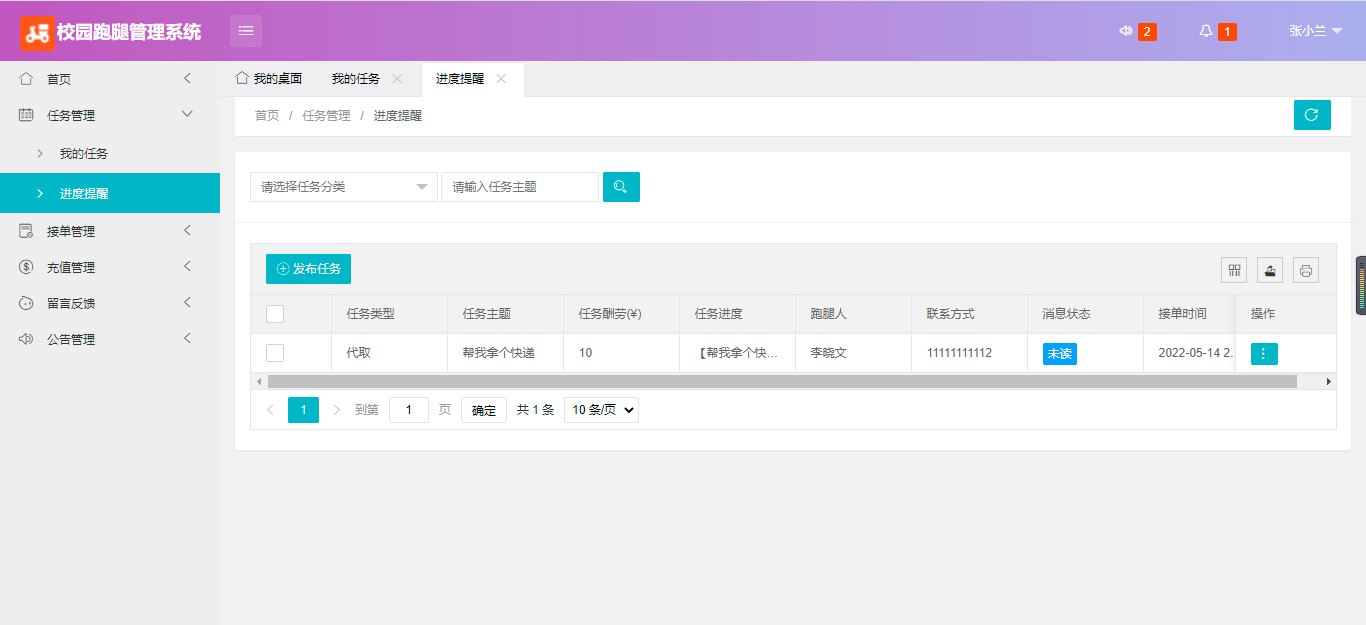 校园跑腿管理系统
2
1
张小兰
首页
任务管理
我的任务
进度提醒
接单管理
充值管理
留言反馈
公告管理
我的桌面 我的任务 进度提醒
首页 / 任务管理 / 进度提醒
请选择任务分类 请输入任务主题
发布任务
任务类型 任务主题 任务酬劳(¥) 任务进度 跑腿人 联系方式 消息状态 接单时间 操作
代取 帮我拿个快递 10 【帮我拿个快... 李晓文 11111111112 未读 2022-05-14 2.
1 到第 1 页 确定 共 1 条 10 条/页